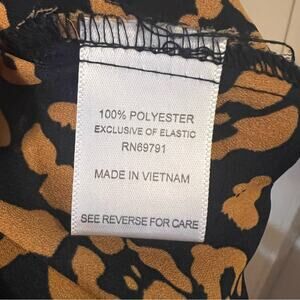 100% POLYESTER
EXCLUSIVE OF ELASTIC
RN69791
MADE IN VIETNAM
SEE REVERSE FOR CARE